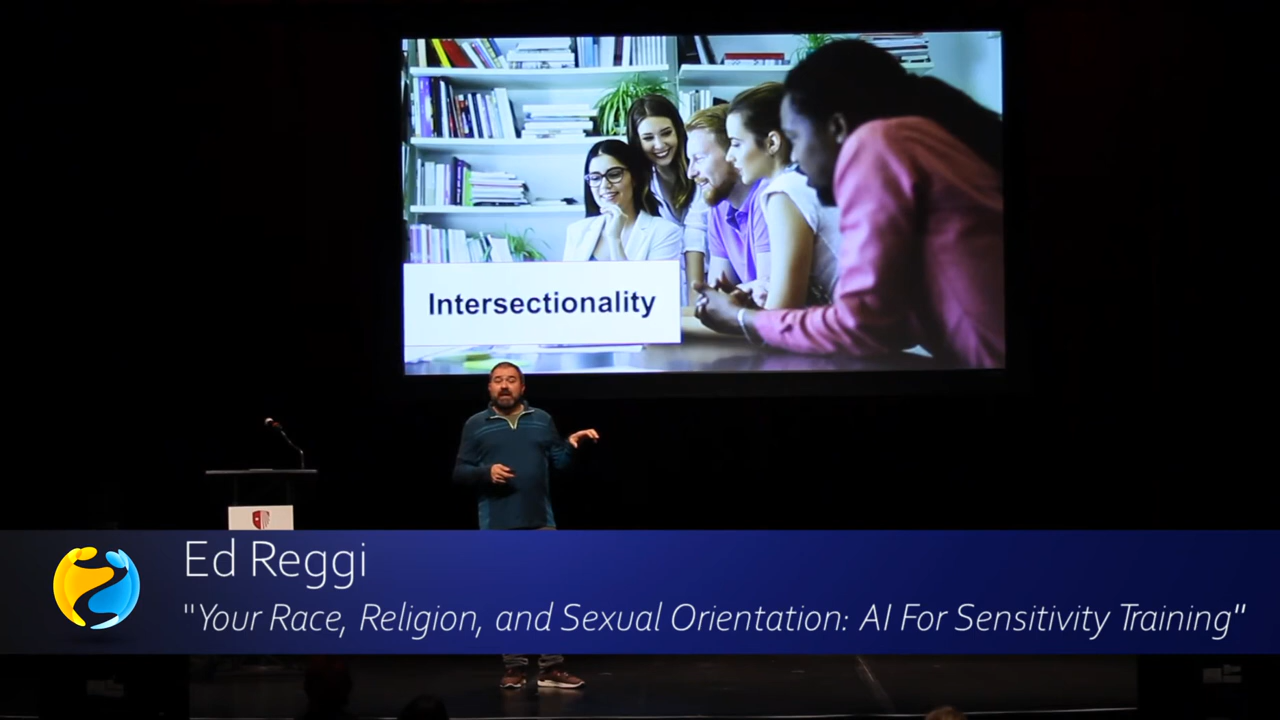 Intersectionality
Ed Reggi
"Your Race, Religion, and Sexual Orientation: AI For Sensitivity Training"